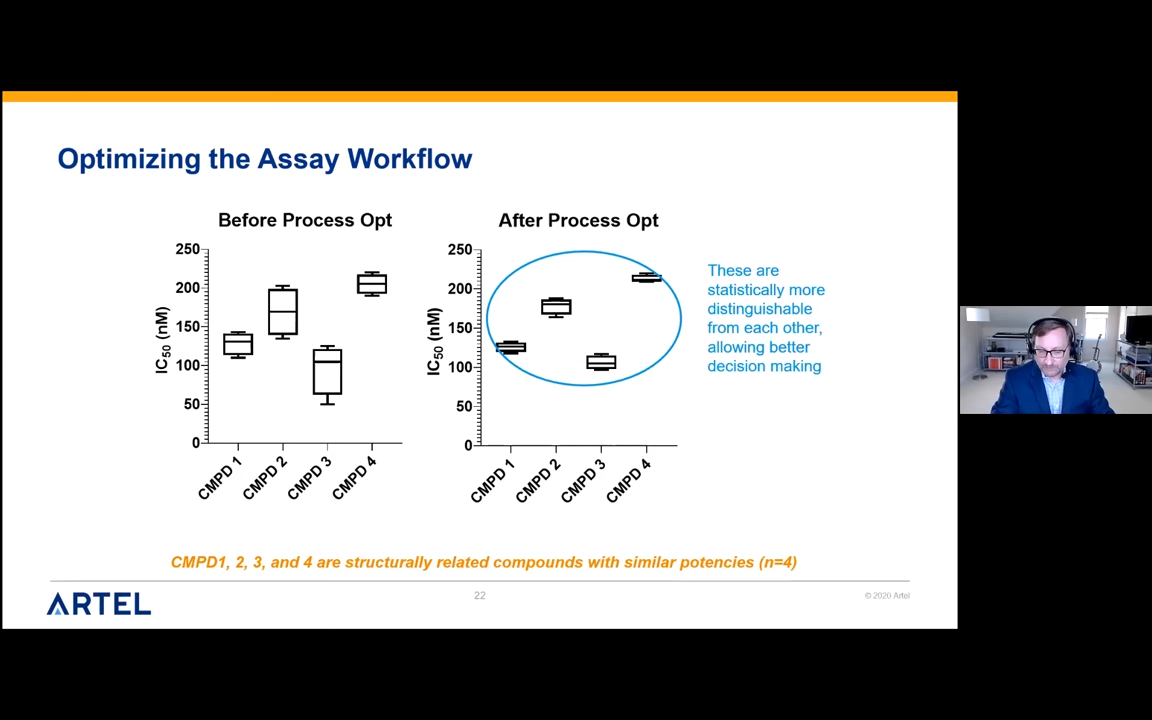 Optimizing the Assay Workflow
Before Process Opt
250
200
150
100
50
0
IC50 (nM)
CMPD 1
CMPD 2
CMPD 3
CMPD 4
After Process Opt
250
200
150
100
50
0
IC50 (nM)
CMPD 1
CMPD 2
CMPD 3
CMPD 4
These are
statistically more
distinguishable
from each other,
allowing better
decision making
CMPD1, 2, 3, and 4 are structurally related compounds with similar potencies (n=4)
ARTEL
22
© 2020 Artel